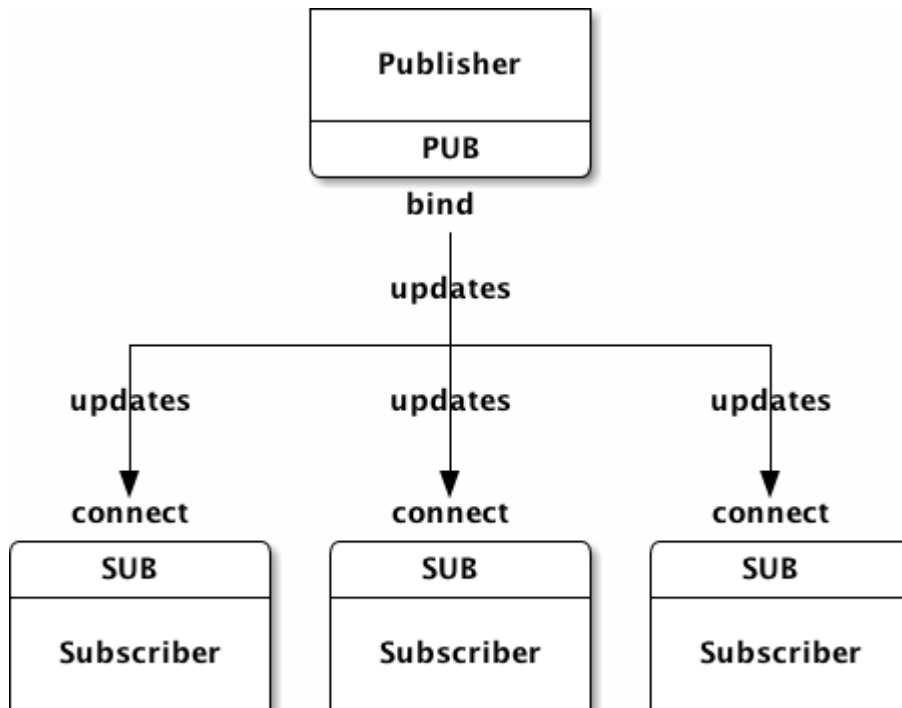 Publisher
PUB
bind
updates
updates updates updates
connect connect connect
SUB SUB SUB
Subscriber Subscriber Subscriber